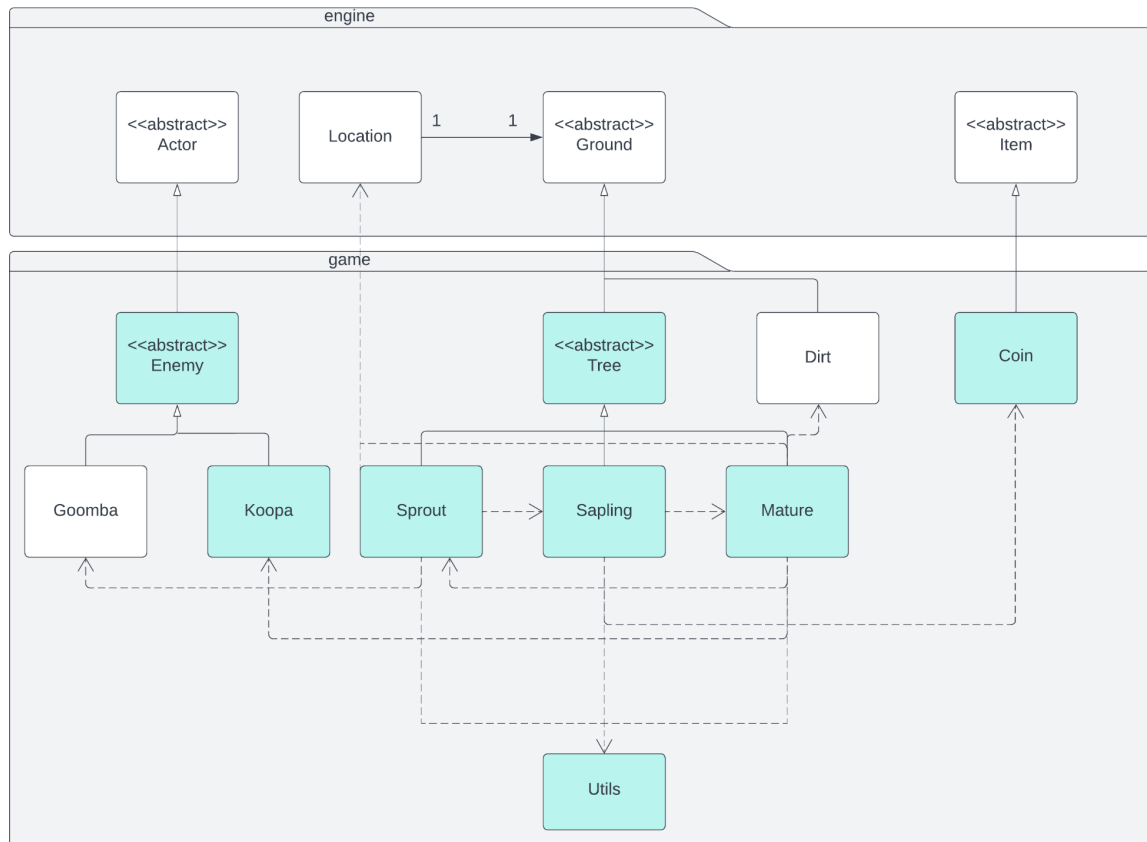 engine
<<abstract>>
Actor
Location
1
1
<<abstract>>
Ground
<<abstract>>
Item
game
<<abstract>>
Enemy
<<abstract>>
Tree
Dirt
Coin
Goomba
Koopa
Sprout
Sapling
Mature
Utils